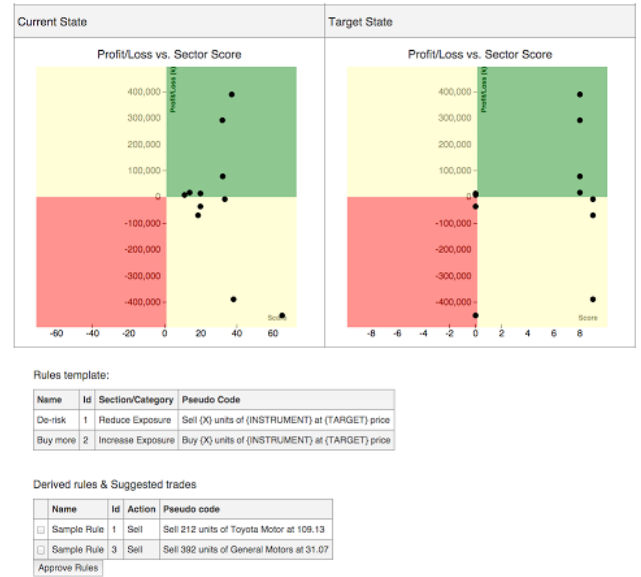 Current State
Target State
Profit/Loss vs. Sector Score
Profit/Loss vs. Sector Score
Profit/Loss (k)
Profit/Loss (k)
400,000
400,000
300,000
300,000
200,000
200,000
100,000
100,000
0
0
-100,000
-100,000
-200,000
-200,000
-300,000
-300,000
-400,000
-400,000
Score
Score
-60 -40 -20 0 20 40 60
-8 -6 -4 -2 0 2 4 6 8
Rules template:
Name Id Section/Category Pseudo Code
De-risk 1 Reduce Exposure Sell {X} units of {INSTRUMENT} at {TARGET} price
Buy more 2 Increase Exposure Buy {X} units of {INSTRUMENT} at {TARGET} price
Derived rules & Suggested trades
Name Id Action Pseudo code
Sample Rule 1 Sell Sell 212 units of Toyota Motor at 109.13
Sample Rule 3 Sell Sell 392 units of General Motors at 31.07
Approve Rules